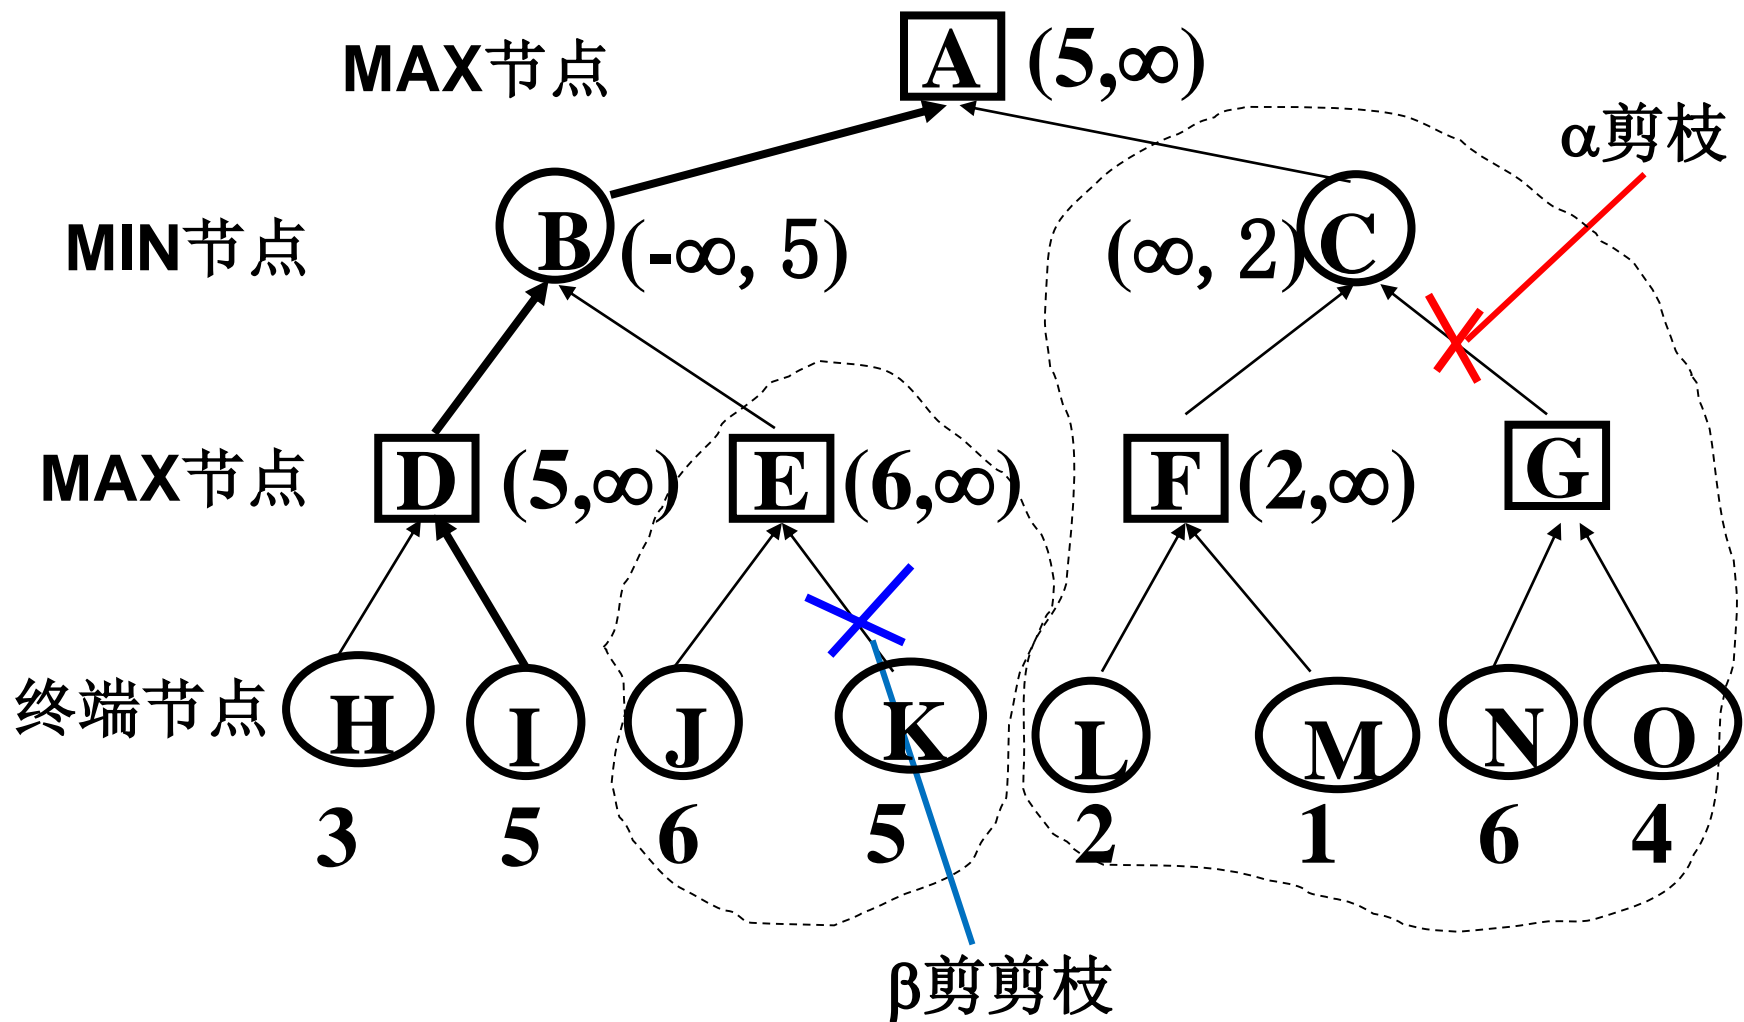 MAX节点 A (5,∞)
α剪枝
MIN节点 B (-∞, 5) (∞, 2) C
MAX节点 D (5,∞) E (6,∞) F (2,∞) G
终端节点 H I J K L M N O
3 5 6 5 2 1 6 4
β剪剪枝